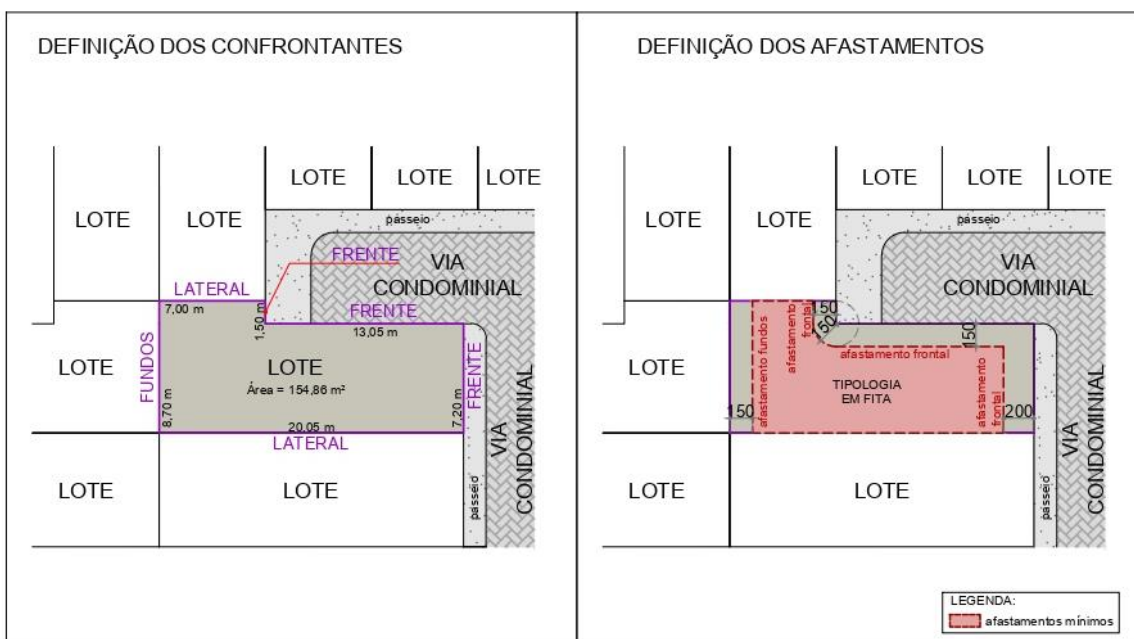 DEFINIÇÃO DOS CONFRONTANTES
LOTE
LOTE
LOTE
LOTE
LOTE
passeio
FRENTE
VIA
CONDOMINIAL
LATERAL
7,00 m
1,50 m
FRENTE
13,05 m
LOTE
FUNDOS
LOTE
Área = 154,86 m²
8,70 m
7,20 m
FRENTE
20,05 m
LATERAL
VIA
CONDOMINIAL
LOTE
LOTE
passeio
DEFINIÇÃO DOS AFASTAMENTOS
LOTE
LOTE
LOTE
LOTE
LOTE
passeio
VIA
CONDOMINIAL
150
150
afastamento
frontal
150
afastamento frontal
LOTE
afastamento fundos
TIPOLOGIA
EM FITA
afastamento
frontal
150
200
VIA
CONDOMINIAL
LOTE
LOTE
passeio
LEGENDA:
afastamentos mínimos